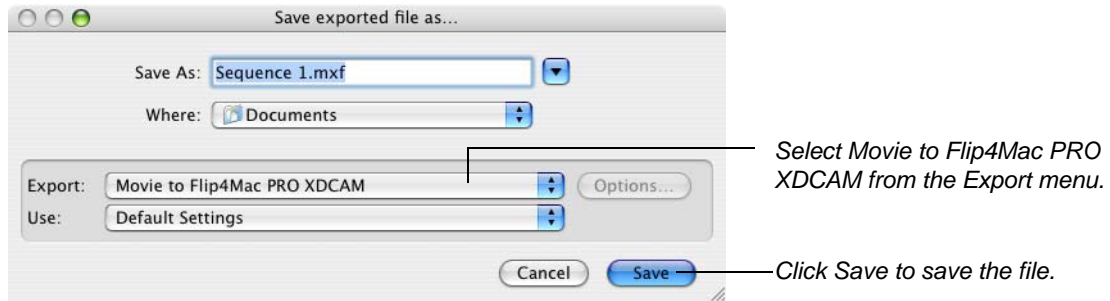 Save exported file as...
Save As: Sequence 1.mxf
Where: Documents
Select Movie to Flip4Mac PRO
XDCAM from the Export menu.
Export: Movie to Flip4Mac PRO XDCAM Options...
Use: Default Settings
Cancel Save
Click Save to save the file.